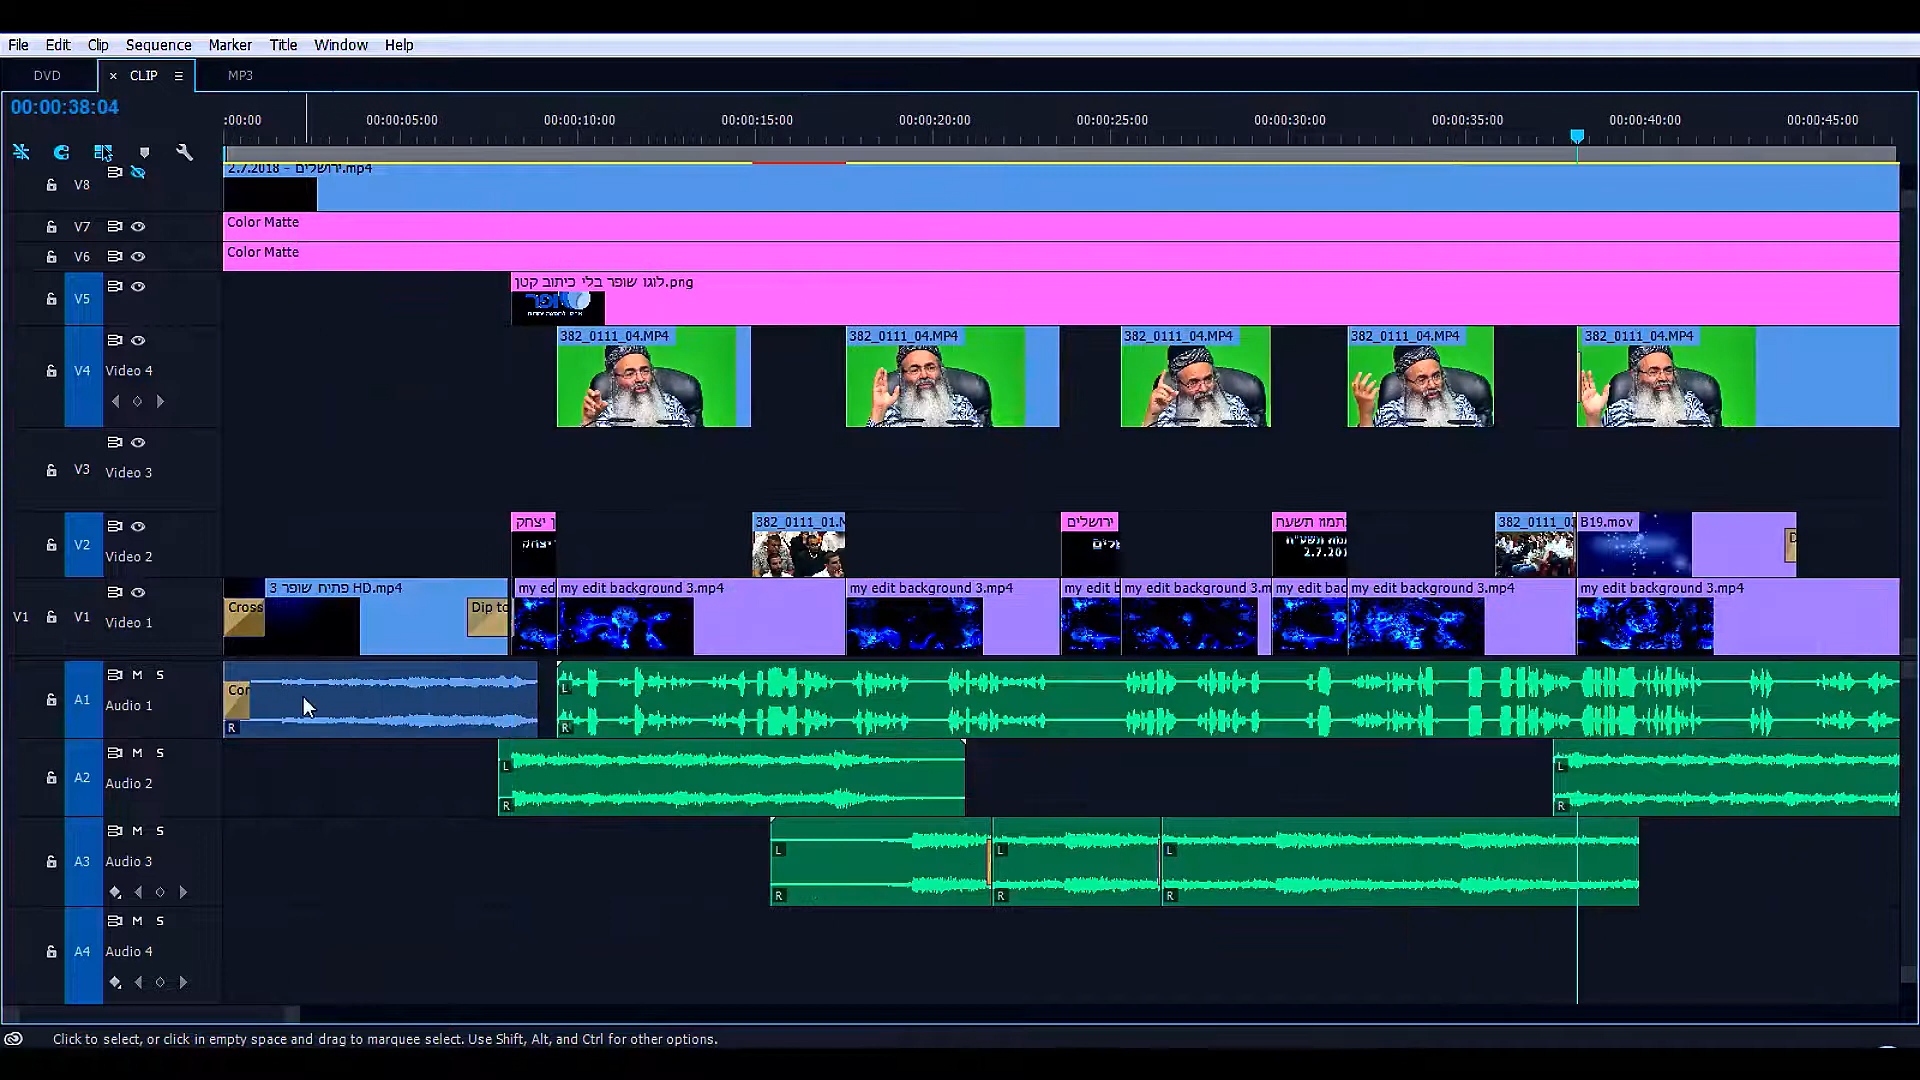 File Edit Clip Sequence Marker Title Window Help
DVD × CLIP MP3
00:00:38:04
:00:00 00:00:05:00 00:00:10:00 00:00:15:00 00:00:20:00 00:00:25:00 00:00:30:00 00:00:35:00 00:00:40:00 00:00:45:00
V8 2.7.2018 - ירושלים.mp4
V7 Color Matte
V6 Color Matte
V5 לוגו שופר בלי כיתוב קטן.png
382_0111_04.MP4 382_0111_04.MP4 382_0111_04.MP4 382_0111_04.MP4 382_0111_04.MP4
V4 Video 4
V3 Video 3
יצחק 382_0111_01.M ירושלים תמוז תשעח 382_0111_0 B19.mov
יצחק תמוז תשע"ח
2.7.201
V2 Video 2
3 פתיח שופר HD.mp4 my ed my edit background 3.mp4 my edit background 3.mp4 my edit b my edit background 3.m my edit bac my edit background 3.mp4 my edit background 3.mp4
Cross Dip to
V1 V1 Video 1
M S
Con
A1 Audio 1
L R L R
M S
A2 Audio 2
L R L R
M S
A3 Audio 3
L L L
R R R
M S
A4 Audio 4
Click to select, or click in empty space and drag to marquee select. Use Shift, Alt, and Ctrl for other options.